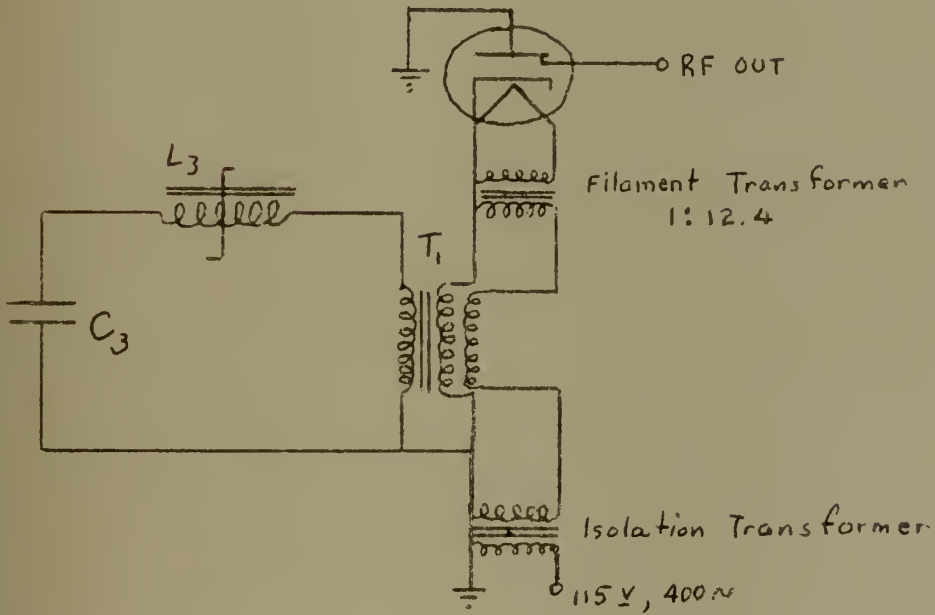 RF OUT
L3
Filament Transformer
1:12.4
T1
C3
Isolation Transformer
115 V, 400~